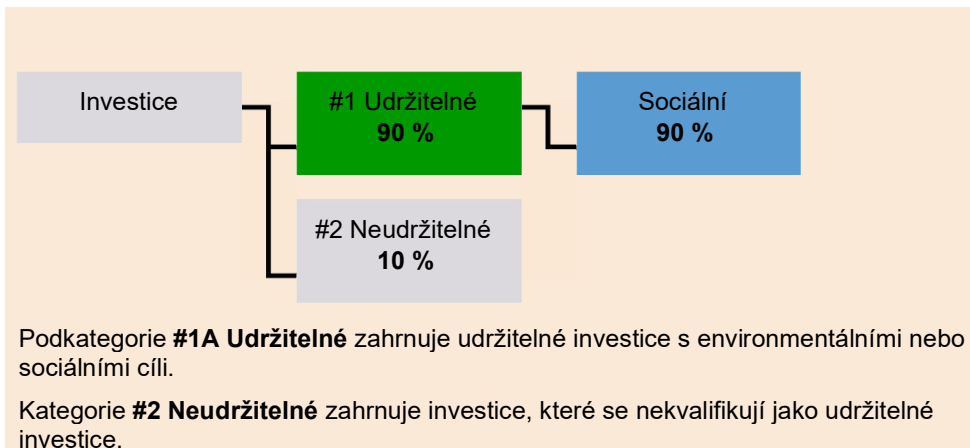 Investice
#1 Udržitelné
90 %
Sociální
90 %
#2 Neudržitelné
10 %
Podkategorie #1A Udržitelné zahrnuje udržitelné investice s environmentálními nebo
sociálními cíli.
Kategorie #2 Neudržitelné zahrnuje investice, které se nekvalifikují jako udržitelné
investice.